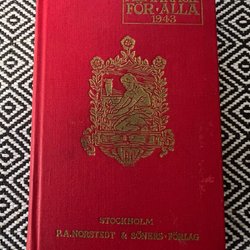 FÖR · ALLA
1943
STOCKHOLM
P.A. NORSTEDT & SÖNERS · FÖRLAG